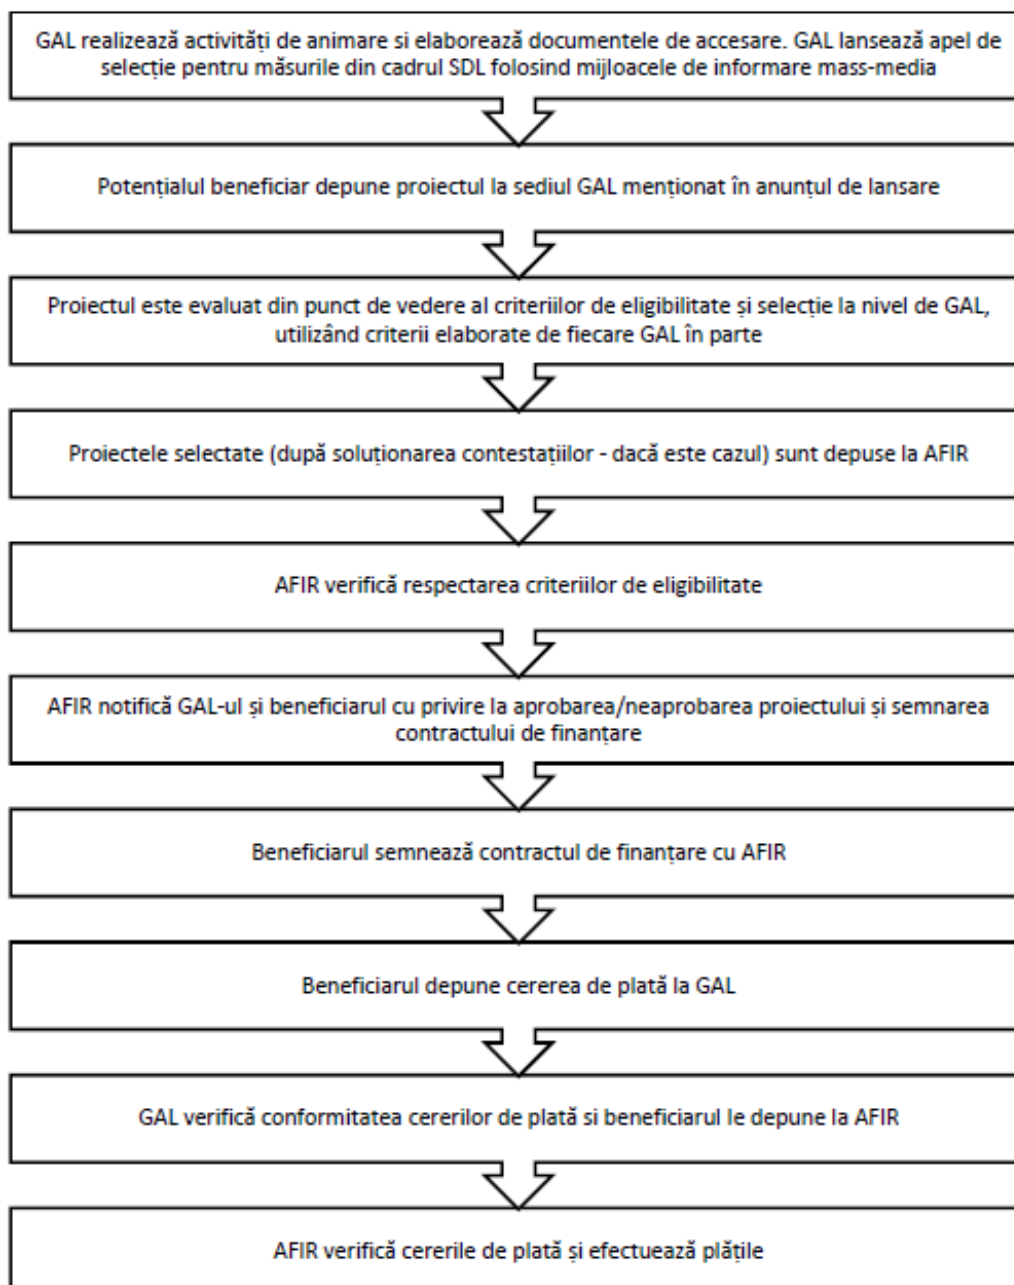 GAL realizează activități de animare si elaborează documentele de accesare. GAL lansează apel de
selecție pentru măsurile din cadrul SDL folosind mijloacele de informare mass-media
Potențialul beneficiar depune proiectul la sediul GAL menționat în anunțul de lansare
Proiectul este evaluat din punct de vedere al criteriilor de eligibilitate și selecție la nivel de GAL,
utilizând criterii elaborate de fiecare GAL în parte
Proiectele selectate (după soluționarea contestațiilor - dacă este cazul) sunt depuse la AFIR
AFIR verifică respectarea criteriilor de eligibilitate
AFIR notifică GAL-ul și beneficiarul cu privire la aprobarea/neaprobarea proiectului și semnarea
contractului de finanțare
Beneficiarul semnează contractul de finanțare cu AFIR
Beneficiarul depune cererea de plată la GAL
GAL verifică conformitatea cererilor de plată si beneficiarul le depune la AFIR
AFIR verifică cererile de plată și efectuează plățile